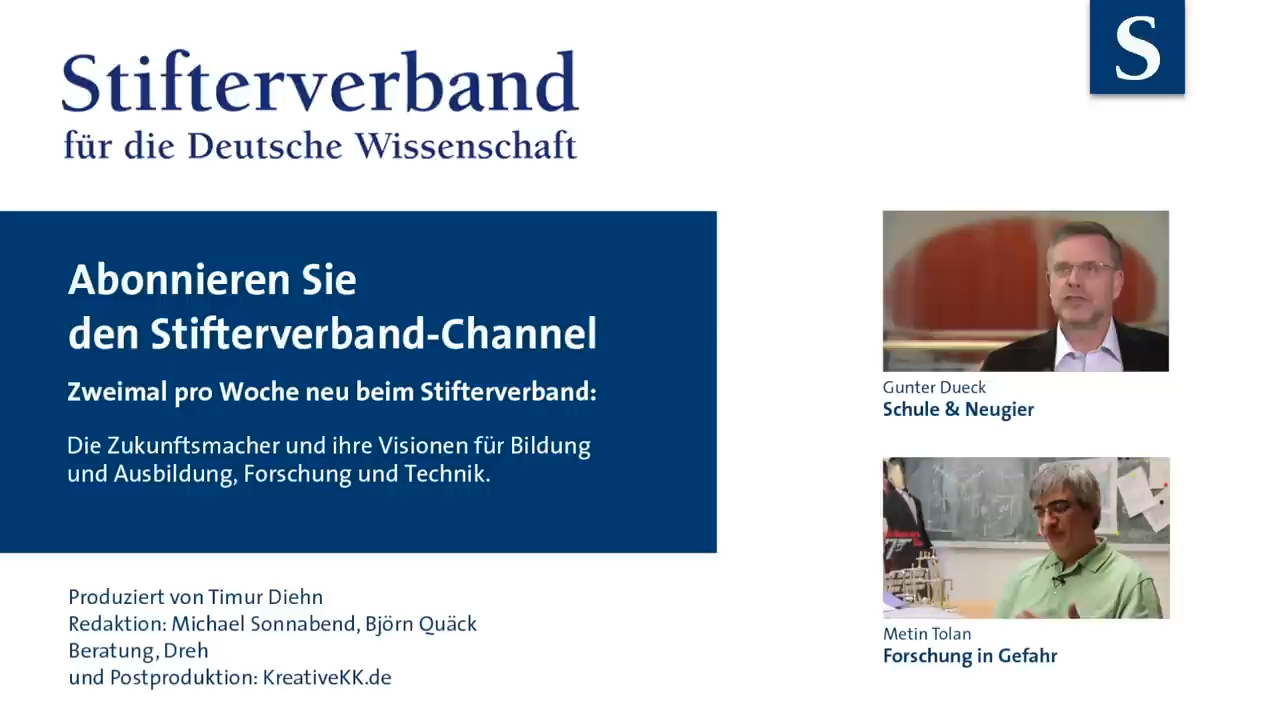 Stifterverband
für die Deutsche Wissenschaft
S
Abonnieren Sie
den Stifterverband-Channel
Zweimal pro Woche neu beim Stifterverband:
Die Zukunftsmacher und ihre Visionen für Bildung
und Ausbildung, Forschung und Technik.
Gunter Dueck
Schule & Neugier
Metin Tolan
Forschung in Gefahr
Produziert von Timur Diehn
Redaktion: Michael Sonnabend, Björn Quäck
Beratung, Dreh
und Postproduktion: KreativeKK.de